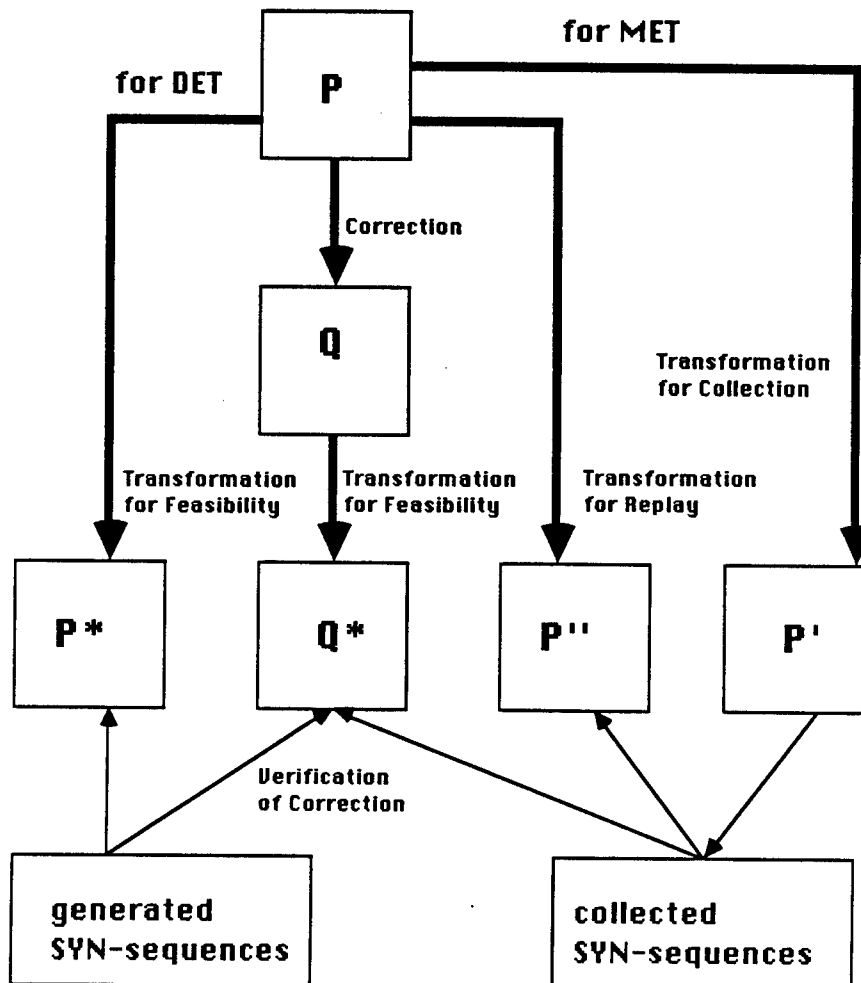 for MET
for DET
P
Correction
Q
Transformation
for Collection
Transformation
for Feasibility
Transformation
for Feasibility
Transformation
for Replay
P*
Q*
P''
P'
Verification
of Correction
generated
SYN-sequences
collected
SYN-sequences